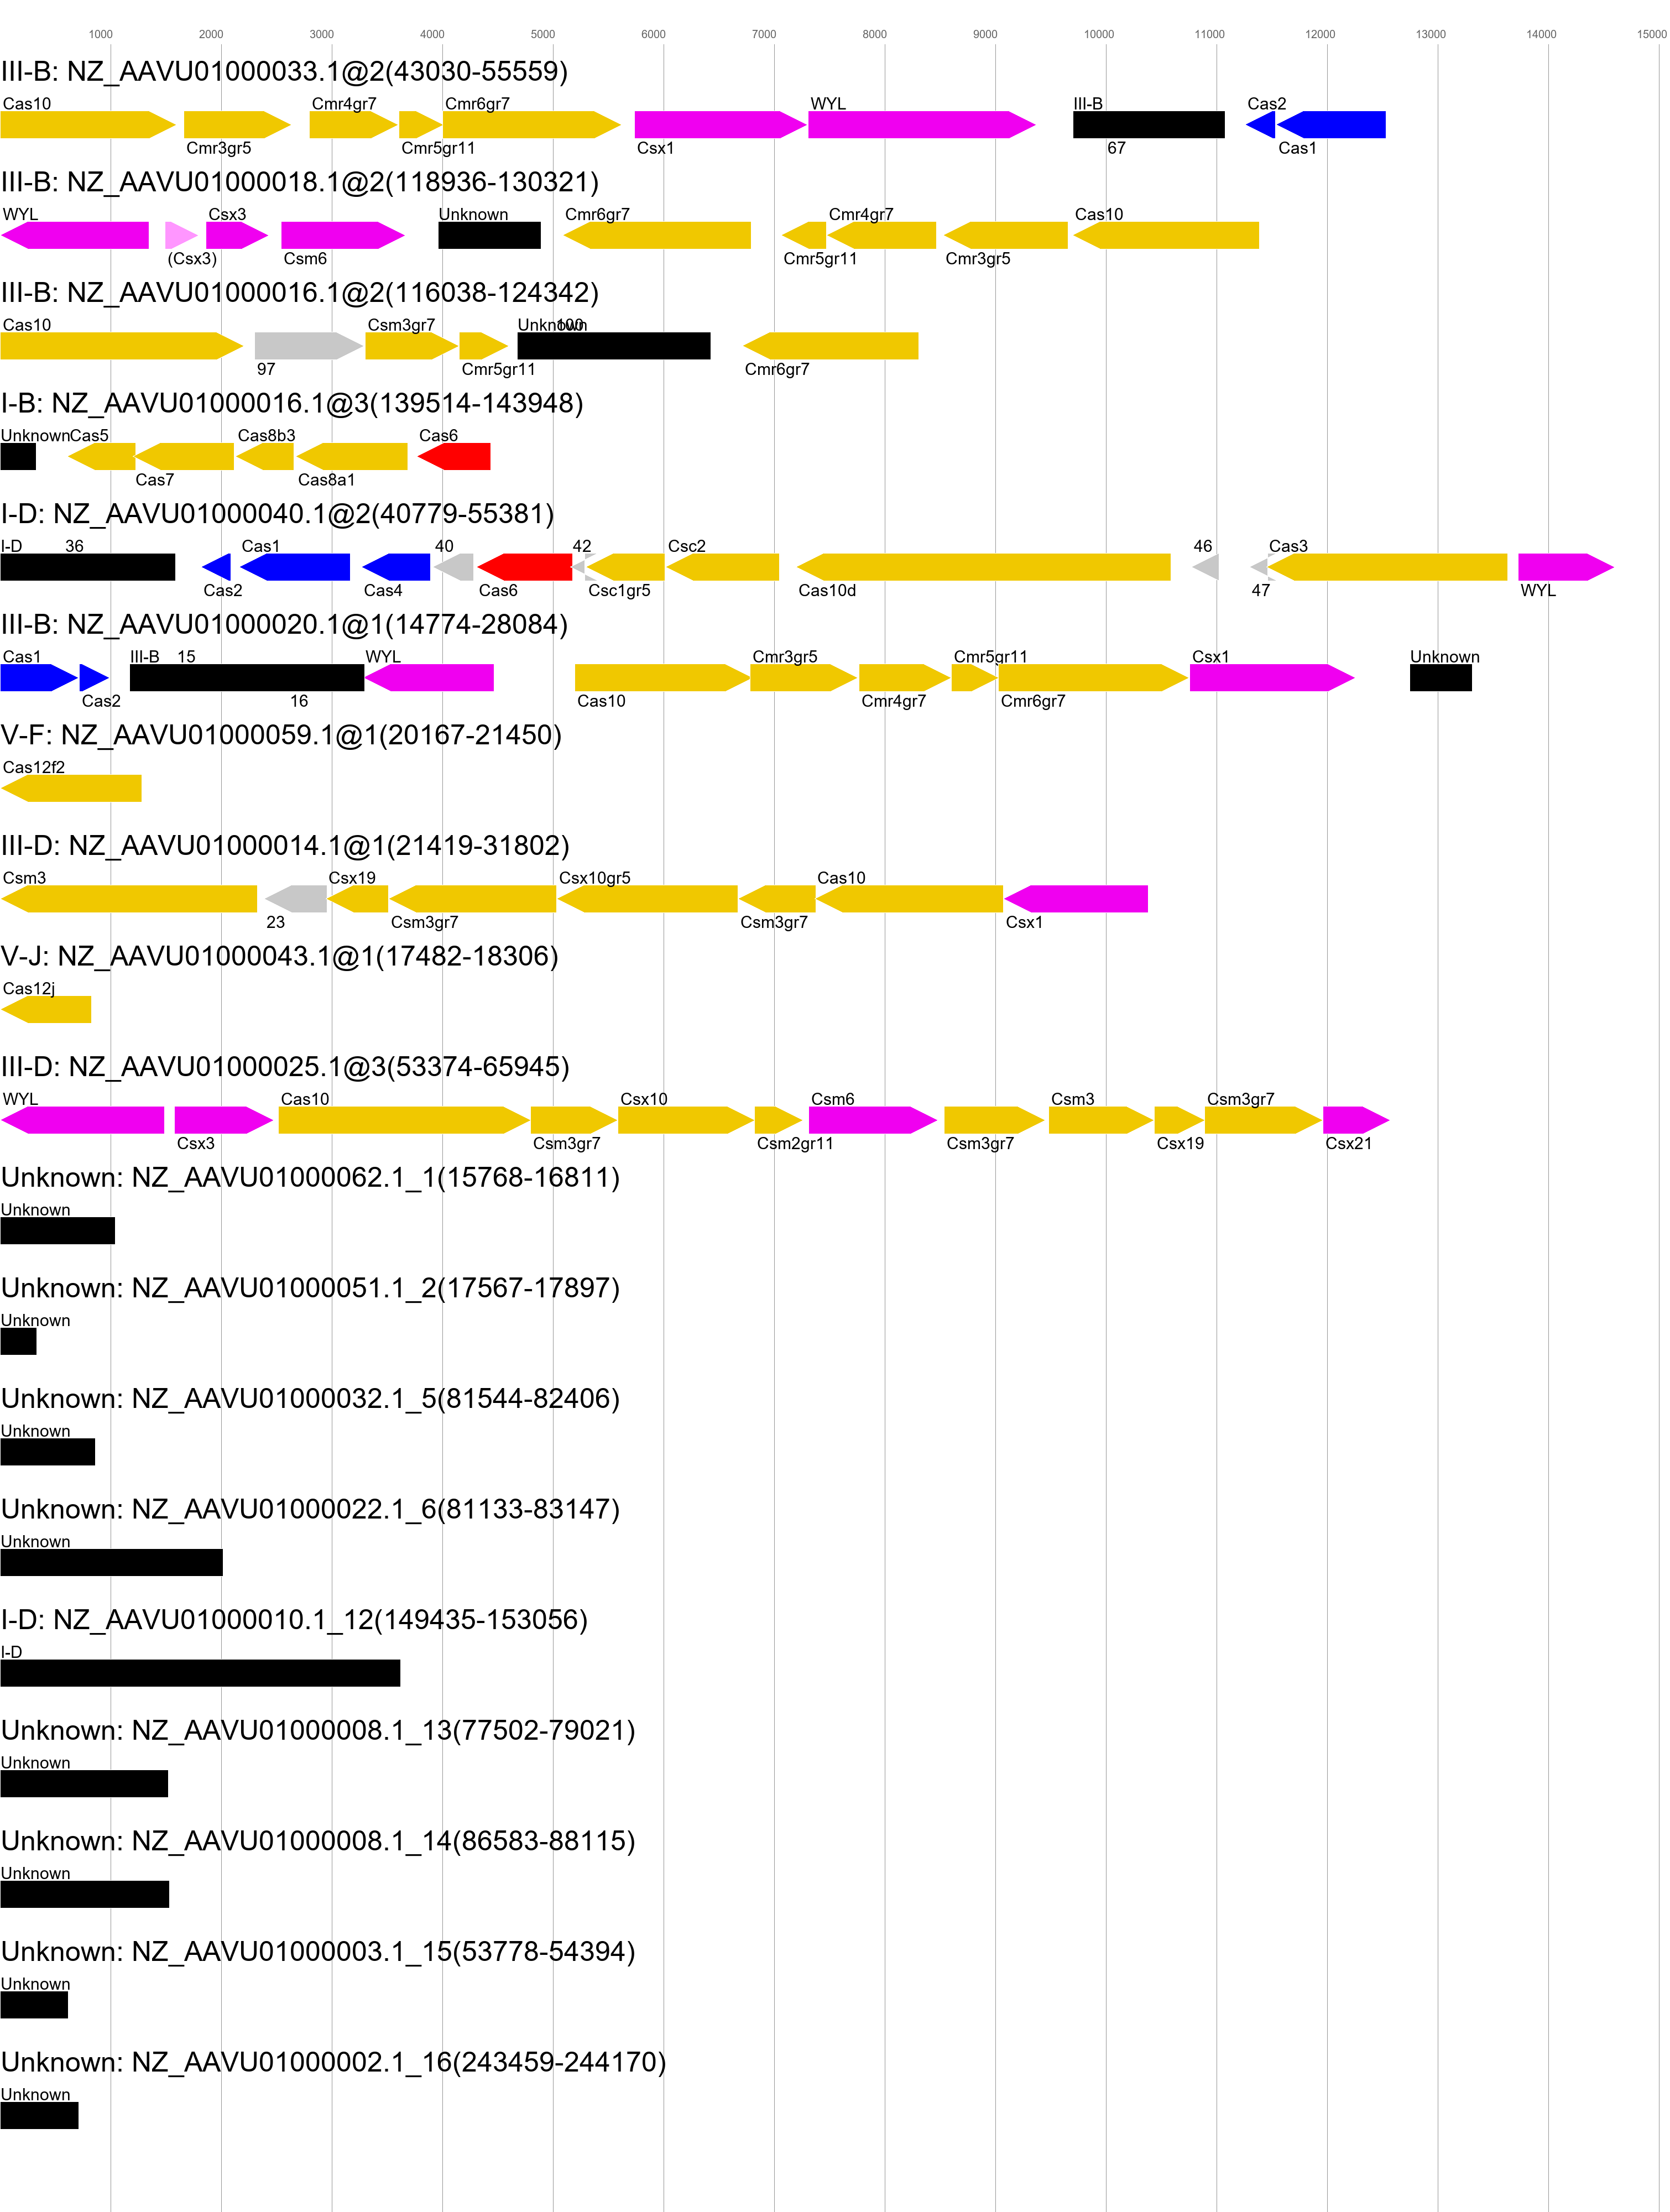 1000 2000 3000 4000 5000 6000 7000 8000 9000 10000 11000 12000 13000 14000 15000
III-B: NZ_AAVU01000033.1@2(43030-55559)
Cas10 Cmr4gr7 Cmr6gr7 WYL III-B Cas2
Cmr3gr5 Cmr5gr11 Csx1 67 Cas1
III-B: NZ_AAVU01000018.1@2(118936-130321)
WYL Csx3 Unknown Cmr6gr7 Cmr4gr7 Cas10
(Csx3) Csm6 Cmr5gr11 Cmr3gr5
III-B: NZ_AAVU01000016.1@2(116038-124342)
Cas10 Csm3gr7 Unknown 100
97 Cmr5gr11 Cmr6gr7
I-B: NZ_AAVU01000016.1@3(139514-143948)
Unknown Cas5 Cas8b3 Cas6
Cas7 Cas8a1
I-D: NZ_AAVU01000040.1@2(40779-55381)
I-D 36 Cas1 40 42 Csc2 46 Cas3
Cas2 Cas4 Cas6 Csc1gr5 Cas10d 47 WYL
III-B: NZ_AAVU01000020.1@1(14774-28084)
Cas1 III-B 15 WYL Cmr3gr5 Cmr5gr11 Csx1 Unknown
Cas2 16 Cas10 Cmr4gr7 Cmr6gr7
V-F: NZ_AAVU01000059.1@1(20167-21450)
Cas12f2
III-D: NZ_AAVU01000014.1@1(21419-31802)
Csm3 Csx19 Csx10gr5 Cas10
23 Csm3gr7 Csm3gr7 Csx1
V-J: NZ_AAVU01000043.1@1(17482-18306)
Cas12j
III-D: NZ_AAVU01000025.1@3(53374-65945)
WYL Cas10 Csx10 Csm6 Csm3 Csm3gr7
Csx3 Csm3gr7 Csm2gr11 Csm3gr7 Csx19 Csx21
Unknown: NZ_AAVU01000062.1_1(15768-16811)
Unknown
Unknown: NZ_AAVU01000051.1_2(17567-17897)
Unknown
Unknown: NZ_AAVU01000032.1_5(81544-82406)
Unknown
Unknown: NZ_AAVU01000022.1_6(81133-83147)
Unknown
I-D: NZ_AAVU01000010.1_12(149435-153056)
I-D
Unknown: NZ_AAVU01000008.1_13(77502-79021)
Unknown
Unknown: NZ_AAVU01000008.1_14(86583-88115)
Unknown
Unknown: NZ_AAVU01000003.1_15(53778-54394)
Unknown
Unknown: NZ_AAVU01000002.1_16(243459-244170)
Unknown